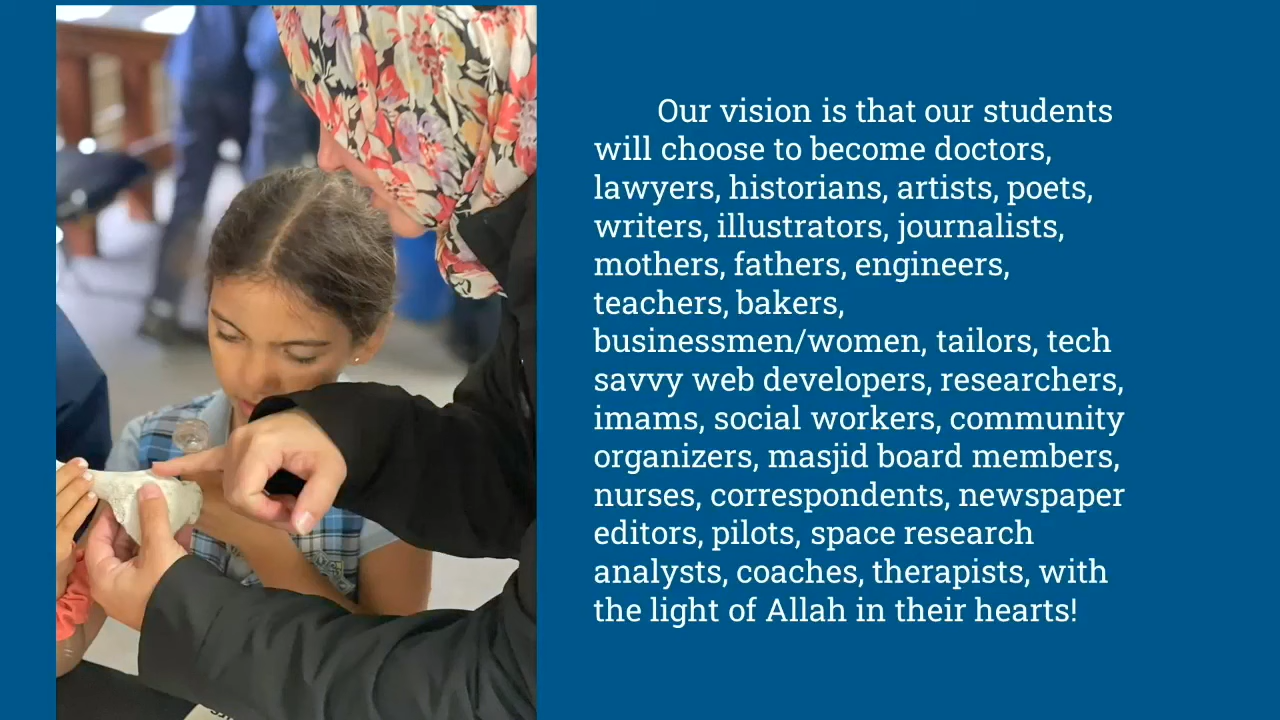 Our vision is that our students
will choose to become doctors,
lawyers, historians, artists, poets,
writers, illustrators, journalists,
mothers, fathers, engineers,
teachers, bakers,
businessmen/women, tailors, tech
savvy web developers, researchers,
imams, social workers, community
organizers, masjid board members,
nurses, correspondents, newspaper
editors, pilots, space research
analysts, coaches, therapists, with
the light of Allah in their hearts!